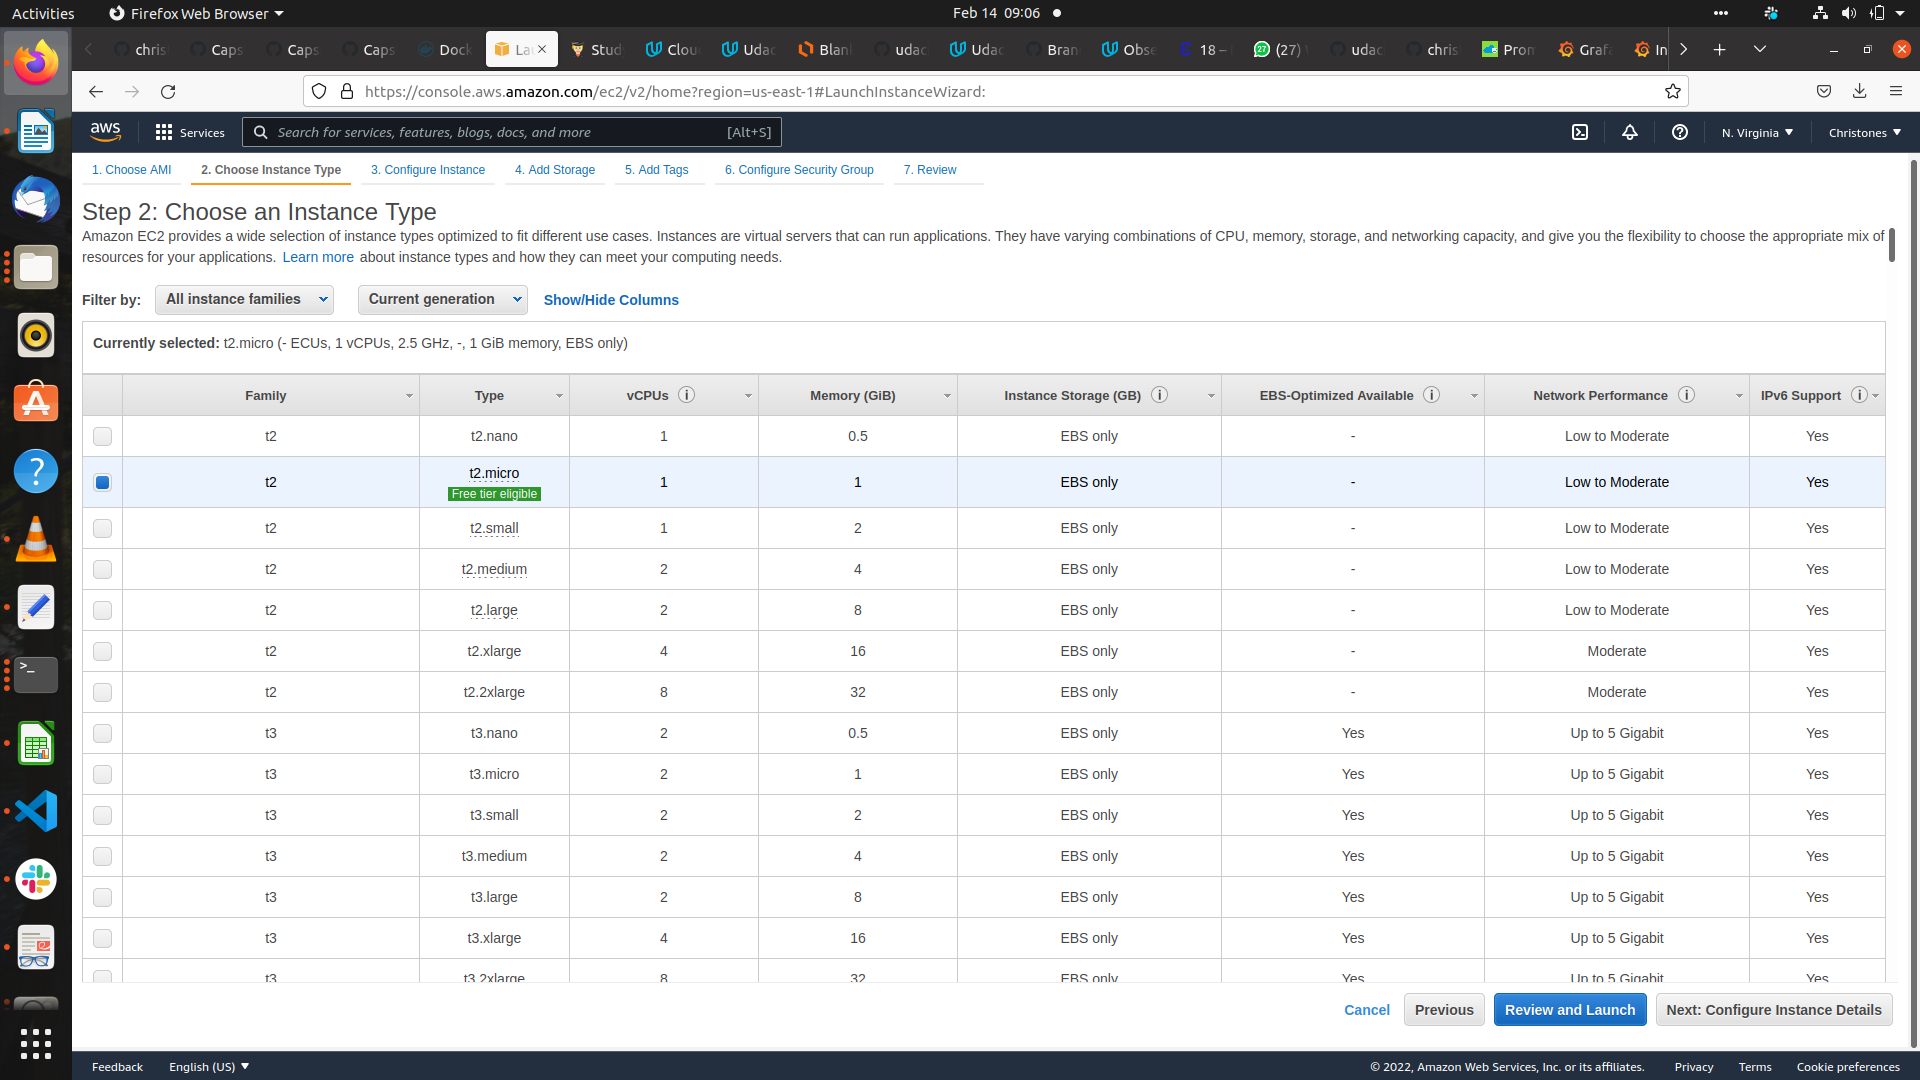 Activities
Firefox Web Browser
Feb 14 09:06
chris
Caps
Caps
Caps
Dock
La
Stud
Clou
Udac
Blan
udac
Udac
Bran
Obse
18 –
(27)
udac
chris
Pron
Grafa
In
https://console.aws.amazon.com/ec2/v2/home?region=us-east-1#LaunchInstanceWizard:
aws
Services
Search for services, features, blogs, docs, and more
[Alt+S]
N. Virginia
Christones
1. Choose AMI
2. Choose Instance Type
3. Configure Instance
4. Add Storage
5. Add Tags
6. Configure Security Group
7. Review
Step 2: Choose an Instance Type
Amazon EC2 provides a wide selection of instance types optimized to fit different use cases. Instances are virtual servers that can run applications. They have varying combinations of CPU, memory, storage, and networking capacity, and give you the flexibility to choose the appropriate mix of
resources for your applications. Learn more about instance types and how they can meet your computing needs.
Filter by: All instance families Current generation Show/Hide Columns
Currently selected: t2.micro (- ECUs, 1 vCPUs, 2.5 GHz, -, 1 GiB memory, EBS only)
Family Type vCPUs Memory (GiB) Instance Storage (GB) EBS-Optimized Available Network Performance IPv6 Support
t2 t2.nano 1 0.5 EBS only - Low to Moderate Yes
t2 t2.micro 1 1 EBS only - Low to Moderate Yes
Free tier eligible
t2 t2.small 1 2 EBS only - Low to Moderate Yes
t2 t2.medium 2 4 EBS only - Low to Moderate Yes
t2 t2.large 2 8 EBS only - Low to Moderate Yes
t2 t2.xlarge 4 16 EBS only - Moderate Yes
t2 t2.2xlarge 8 32 EBS only - Moderate Yes
t3 t3.nano 2 0.5 EBS only Yes Up to 5 Gigabit Yes
t3 t3.micro 2 1 EBS only Yes Up to 5 Gigabit Yes
t3 t3.small 2 2 EBS only Yes Up to 5 Gigabit Yes
t3 t3.medium 2 4 EBS only Yes Up to 5 Gigabit Yes
t3 t3.large 2 8 EBS only Yes Up to 5 Gigabit Yes
t3 t3.xlarge 4 16 EBS only Yes Up to 5 Gigabit Yes
t3 t3.2xlarge 8 32 EBS only Yes Up to 5 Gigabit Yes
Cancel
Previous
Review and Launch
Next: Configure Instance Details
Feedback
English (US)
© 2022, Amazon Web Services, Inc. or its affiliates.
Privacy
Terms
Cookie preferences